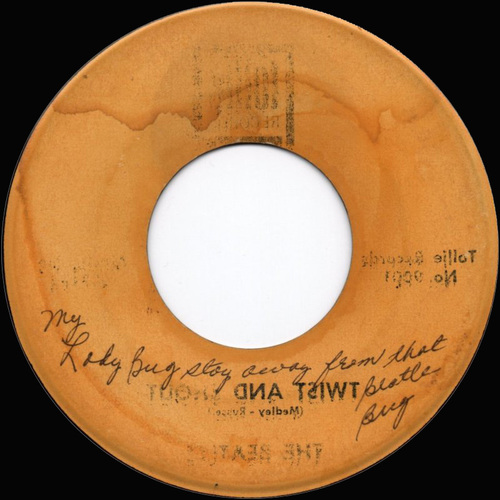 Tollie Records
No. 9001
My
Lady Bug stay away from that
Beatle
Bug
TWIST AND SHOUT
(Medley - Russell)
THE BEATLES